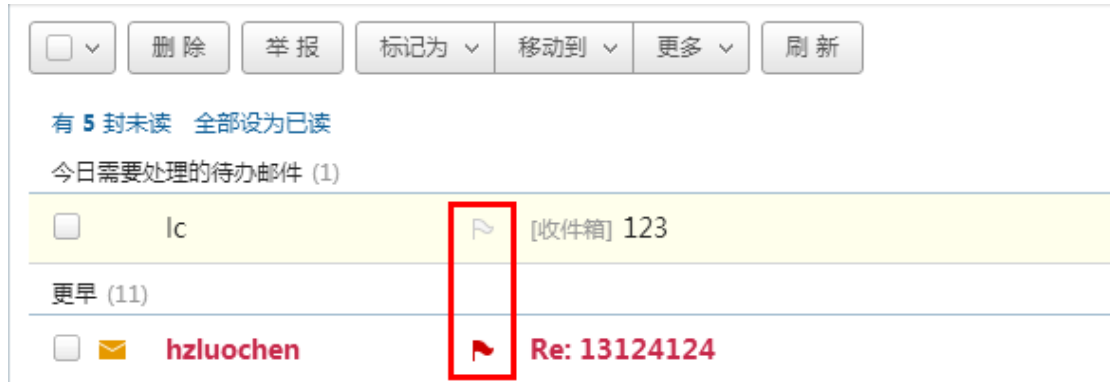 删 除 举 报 标记为 移动到 更多 刷 新
有 5 封未读 全部设为已读
今日需要处理的待办邮件 (1)
lc [收件箱] 123
更早 (11)
hzluochen Re: 13124124